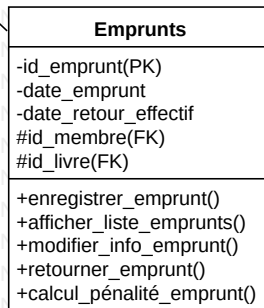 Emprunts
-id_emprunt(PK)
-date_emprunt
-date_retour_effectif
#id_membre(FK)
#id_livre(FK)
+enregistrer_emprunt()
+afficher_liste_emprunts()
+modifier_info_emprunt()
+retourner_emprunt()
+calcul_pénalité_emprunt()